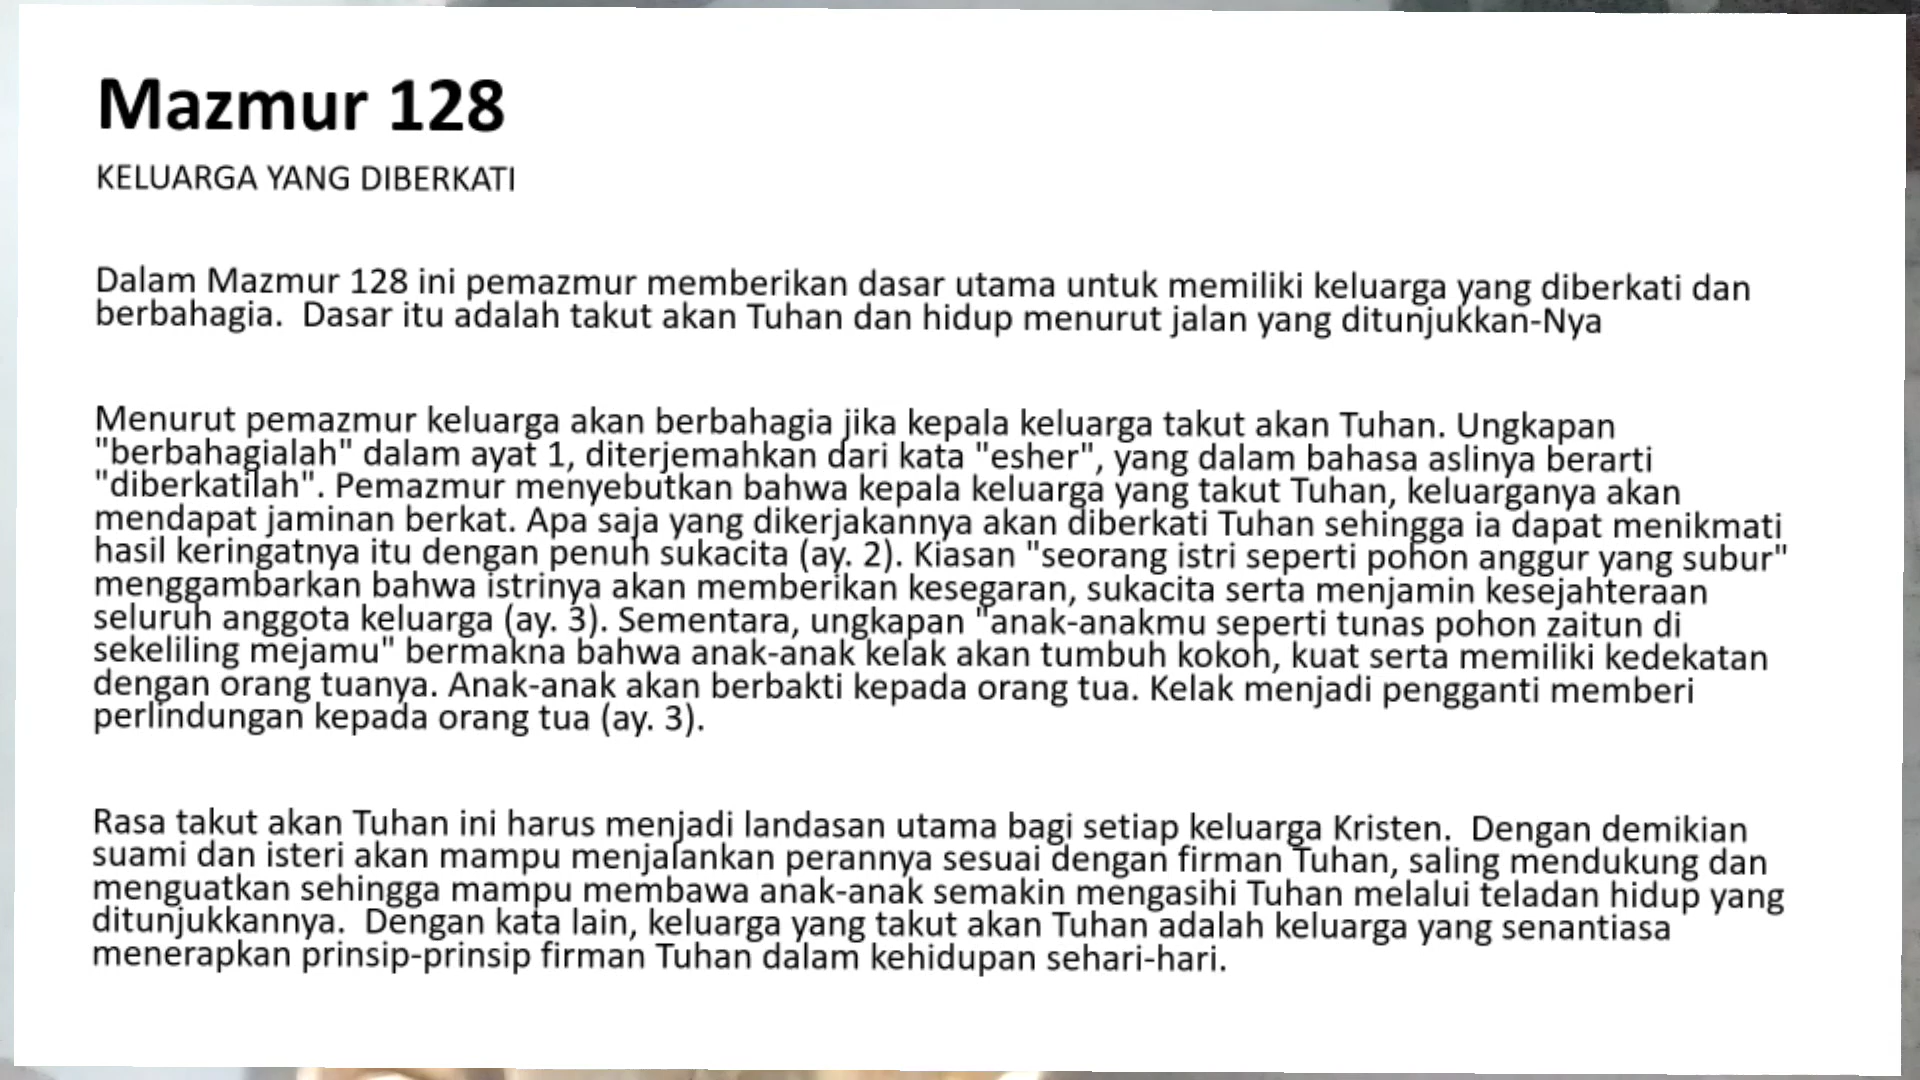 Mazmur 128
KELUARGA YANG DIBERKATI
Dalam Mazmur 128 ini pemazmur memberikan dasar utama untuk memiliki keluarga yang diberkati dan
berbahagia.  Dasar itu adalah takut akan Tuhan dan hidup menurut jalan yang ditunjukkan-Nya
Menurut pemazmur keluarga akan berbahagia jika kepala keluarga takut akan Tuhan. Ungkapan
"berbahagialah" dalam ayat 1, diterjemahkan dari kata "esher", yang dalam bahasa aslinya berarti
"diberkatilah". Pemazmur menyebutkan bahwa kepala keluarga yang takut Tuhan, keluarganya akan
mendapat jaminan berkat. Apa saja yang dikerjakannya akan diberkati Tuhan sehingga ia dapat menikmati
hasil keringatnya itu dengan penuh sukacita (ay. 2). Kiasan "seorang istri seperti pohon anggur yang subur"
menggambarkan bahwa istrinya akan memberikan kesegaran, sukacita serta menjamin kesejahteraan
seluruh anggota keluarga (ay. 3). Sementara, ungkapan "anak-anakmu seperti tunas pohon zaitun di
sekeliling mejamu" bermakna bahwa anak-anak kelak akan tumbuh kokoh, kuat serta memiliki kedekatan
dengan orang tuanya. Anak-anak akan berbakti kepada orang tua. Kelak menjadi pengganti memberi
perlindungan kepada orang tua (ay. 3).
Rasa takut akan Tuhan ini harus menjadi landasan utama bagi setiap keluarga Kristen.  Dengan demikian
suami dan isteri akan mampu menjalankan perannya sesuai dengan firman Tuhan, saling mendukung dan
menguatkan sehingga mampu membawa anak-anak semakin mengasihi Tuhan melalui teladan hidup yang
ditunjukkannya.  Dengan kata lain, keluarga yang takut akan Tuhan adalah keluarga yang senantiasa
menerapkan prinsip-prinsip firman Tuhan dalam kehidupan sehari-hari.